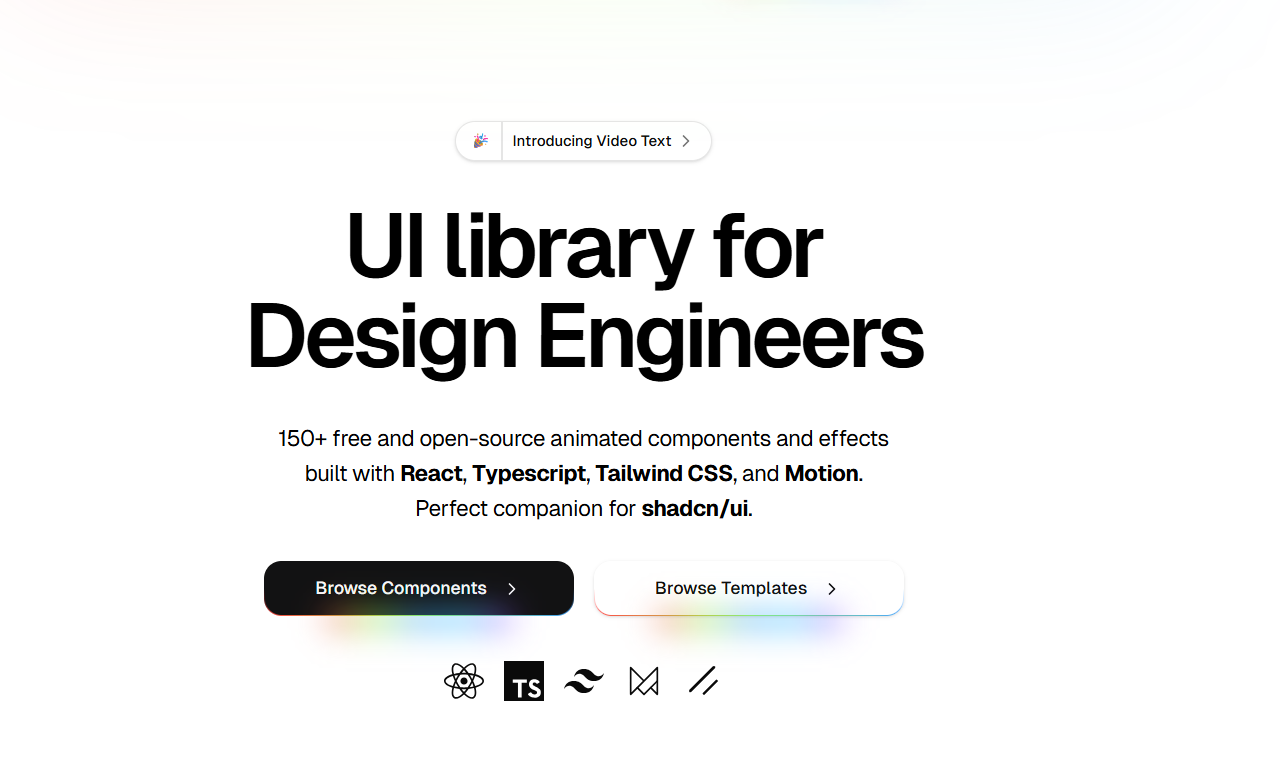 Introducing Video Text
UI library for
Design Engineers
150+ free and open-source animated components and effects
built with React, Typescript, Tailwind CSS, and Motion.
Perfect companion for shadcn/ui.
Browse Components
Browse Templates
TS